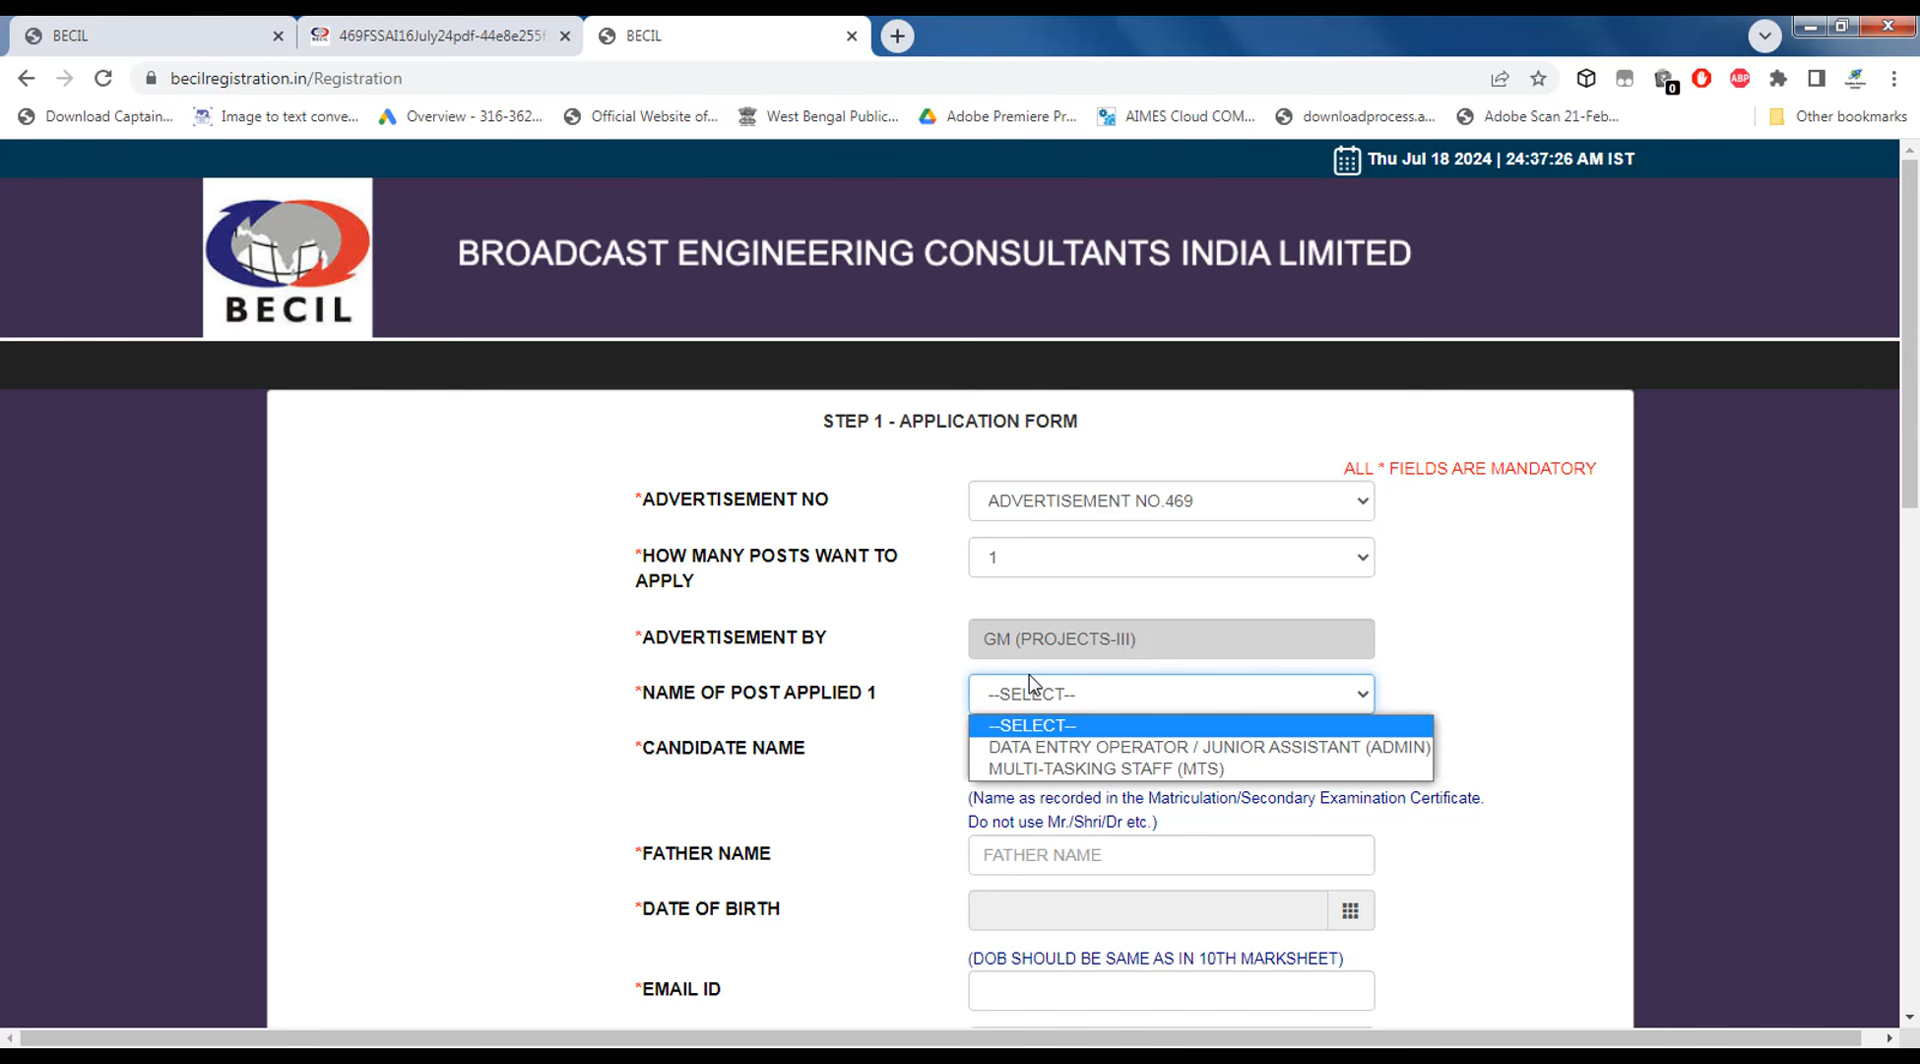 BECIL
469FSSAI16July24pdf-44e8e255f
BECIL
becilregistration.in/Registration
0
ABP
Download Captain...
Image to text conve...
Overview - 316-362...
Official Website of...
West Bengal Public...
Adobe Premiere Pr...
AIMES Cloud COM...
downloadprocess.a...
Adobe Scan 21-Feb...
Other bookmarks
Thu Jul 18 2024 | 24:37:26 AM IST
BECIL
BROADCAST ENGINEERING CONSULTANTS INDIA LIMITED
STEP 1 - APPLICATION FORM
ALL * FIELDS ARE MANDATORY
*ADVERTISEMENT NO
ADVERTISEMENT NO.469
*HOW MANY POSTS WANT TO
APPLY
1
*ADVERTISEMENT BY
GM (PROJECTS-III)
*NAME OF POST APPLIED 1
--SELECT--
--SELECT--
DATA ENTRY OPERATOR / JUNIOR ASSISTANT (ADMIN)
MULTI-TASKING STAFF (MTS)
*CANDIDATE NAME
(Name as recorded in the Matriculation/Secondary Examination Certificate.
Do not use Mr./Shri/Dr etc.)
*FATHER NAME
FATHER NAME
*DATE OF BIRTH
(DOB SHOULD BE SAME AS IN 10TH MARKSHEET)
*EMAIL ID